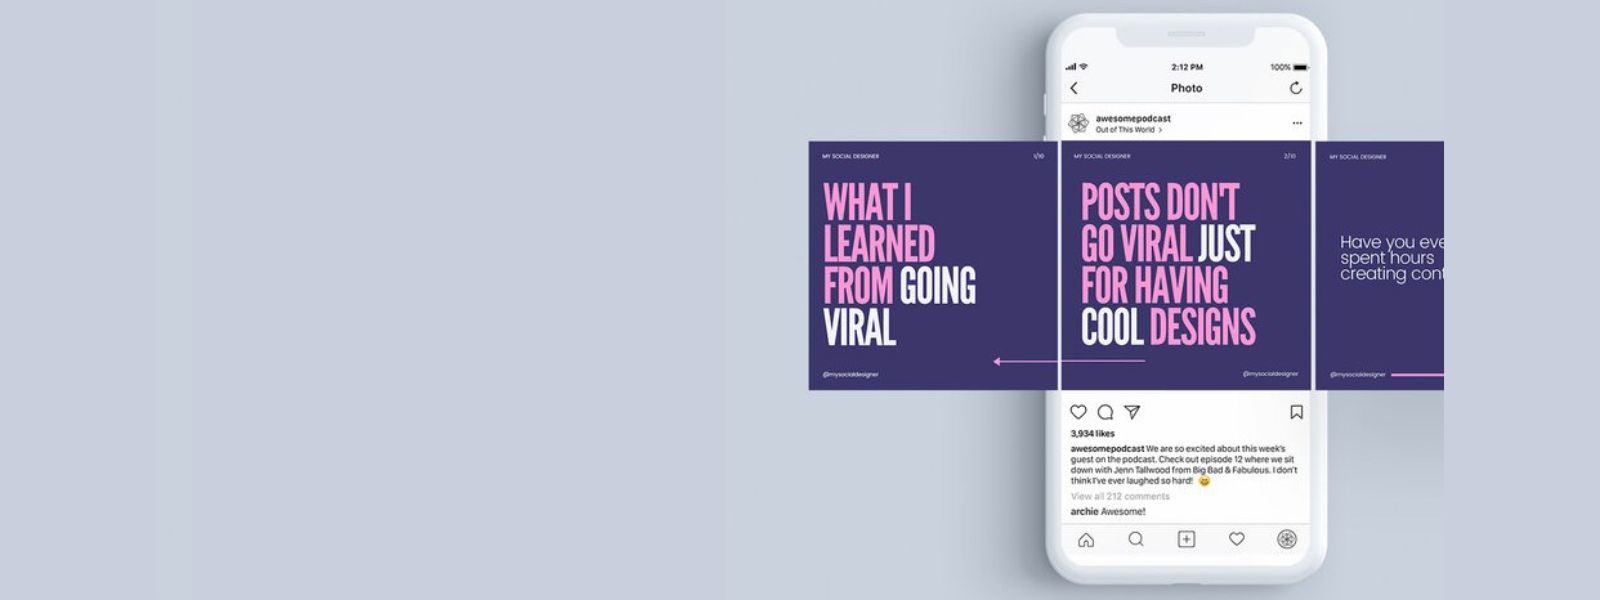 2:12 PM
100%
Photo
awesomepodcast
Out of This World >
MY SOCIAL DESIGNER
1/10
WHAT I
LEARNED
FROM GOING
VIRAL
@mysocialdesigner
MY SOCIAL DESIGNER
2/10
POSTS DON'T
GO VIRAL JUST
FOR HAVING
COOL DESIGNS
@mysocialdesigner
MY SOCIAL DESIGNER
Have you eve
spent hours
creating cont
@mysocialdesigner
3,934 likes
awesomepodcast We are so excited about this week's
guest on the podcast. Check out episode 12 where we sit
down with Jenn Tallwood from Big Bad & Fabulous. I don't
think I've ever laughed so hard! 😄
View all 212 comments
archie Awesome!